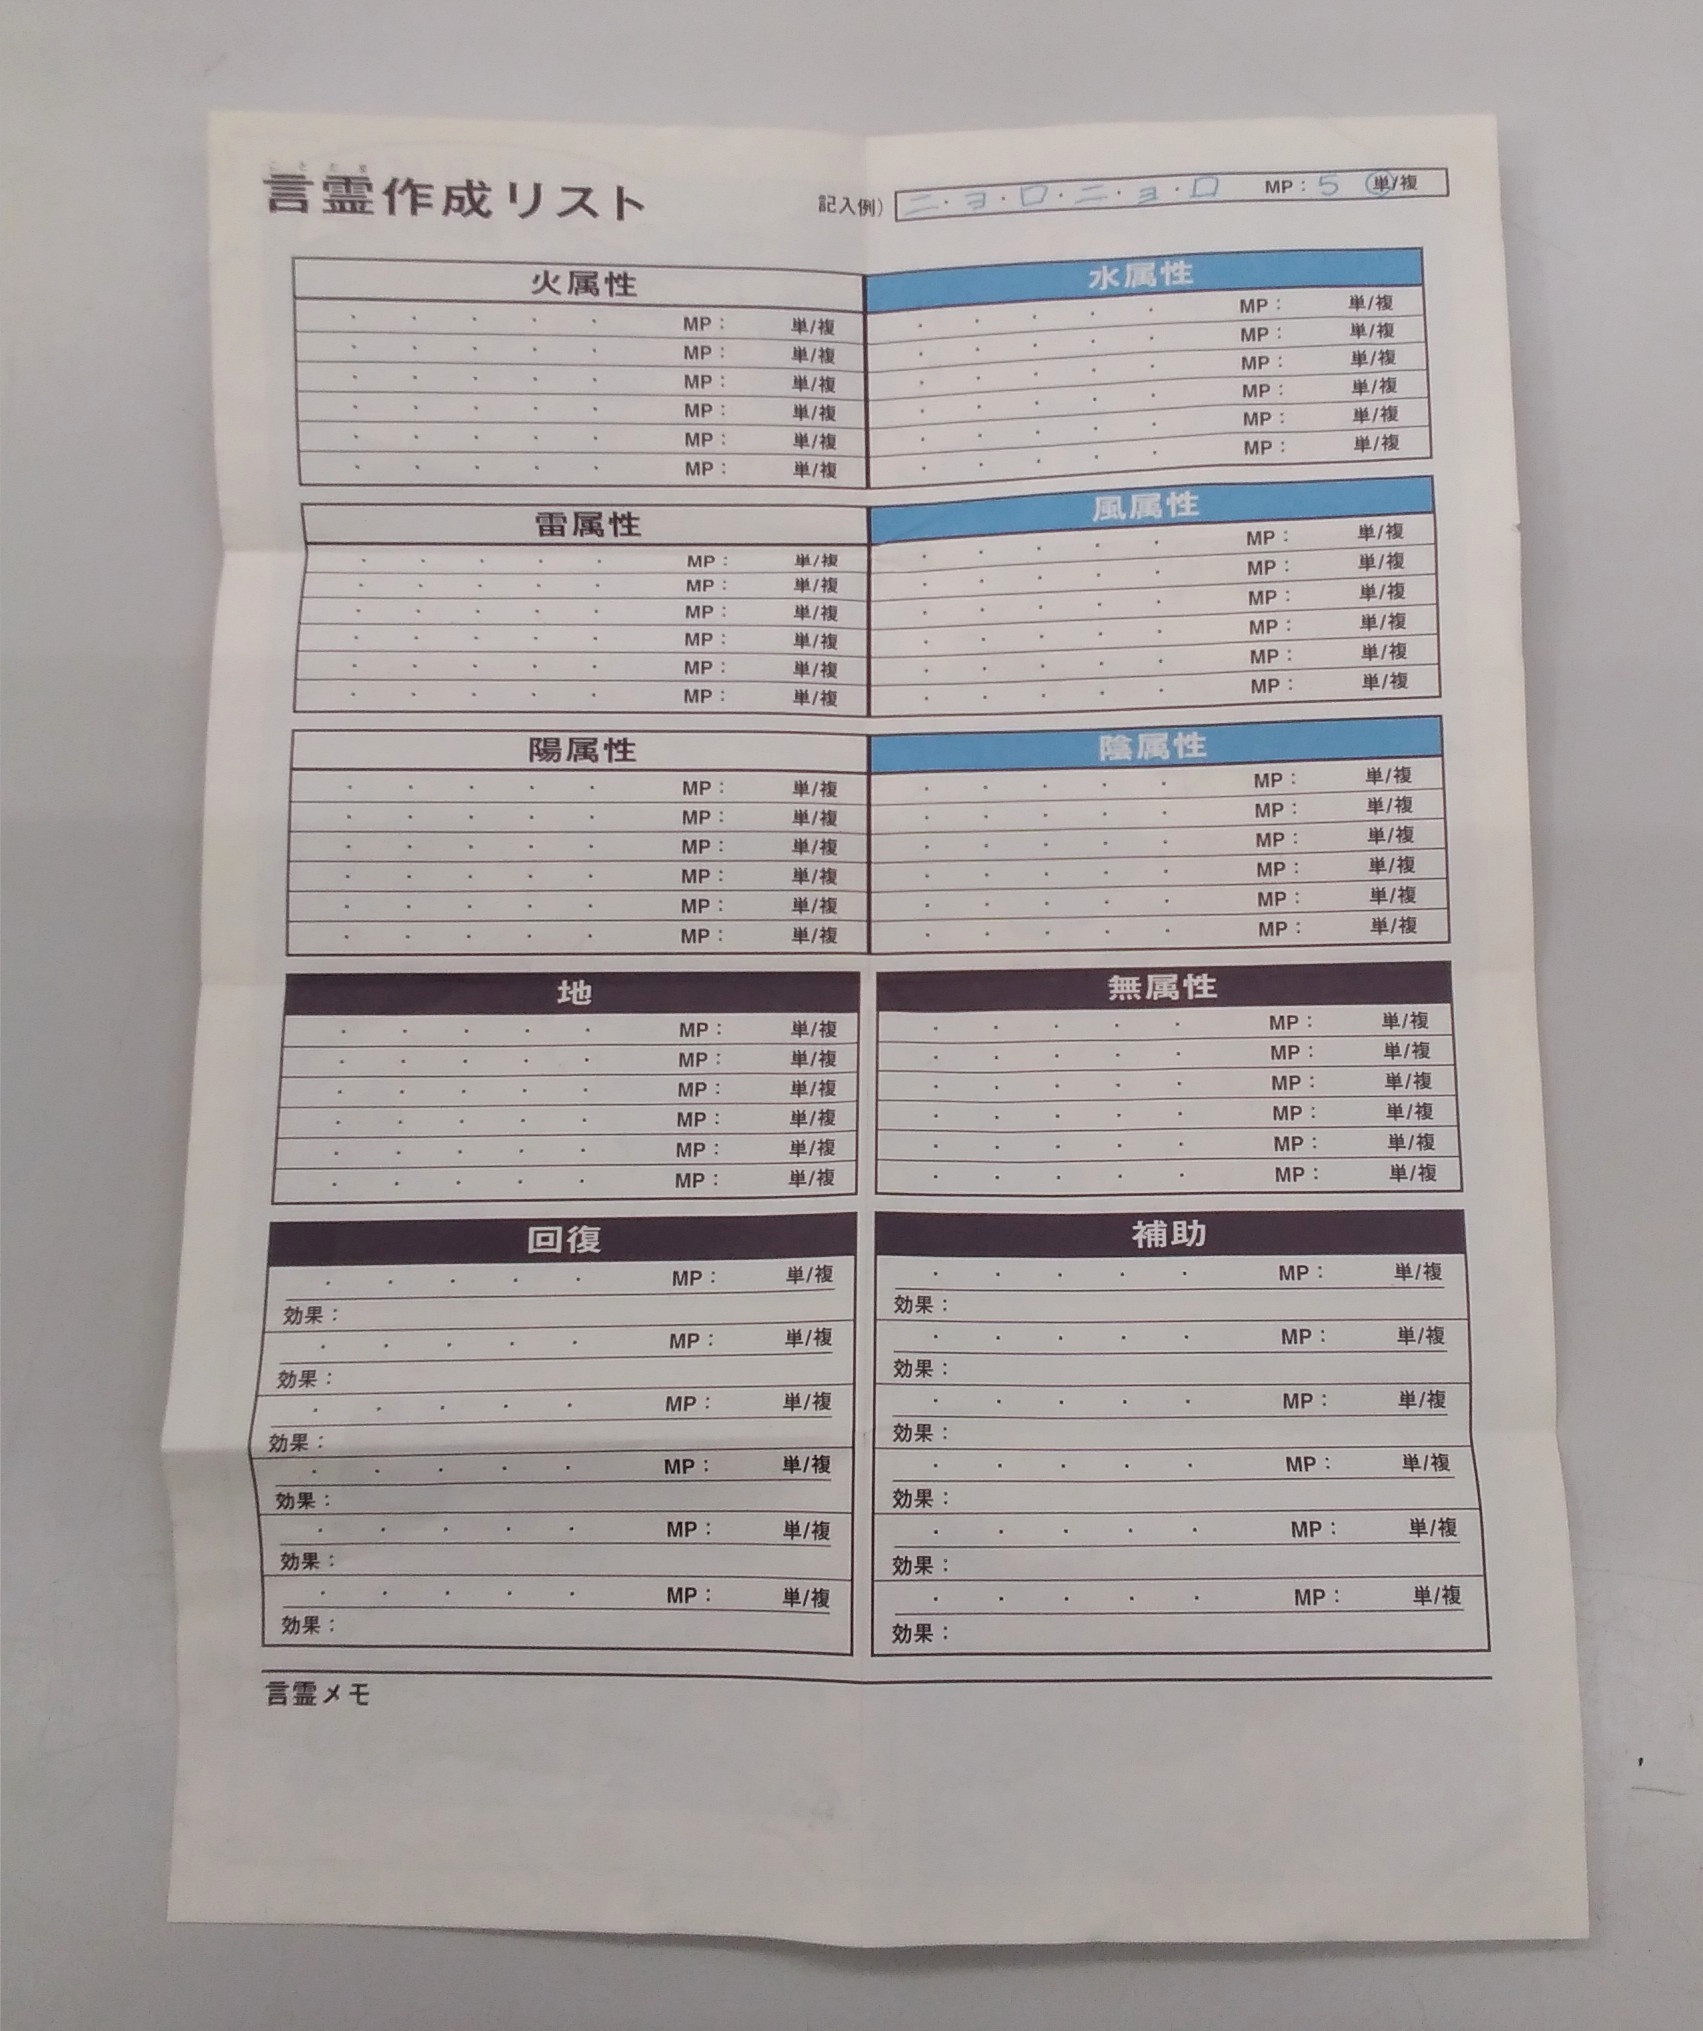 ことだま
言霊作成リスト
記入例) ニ・ヨ・ロ・ニ・ヨ・ロ MP：5 単/複
火属性
・ ・ ・ ・ ・ MP： 単/複
・ ・ ・ ・ ・ MP： 単/複
・ ・ ・ ・ ・ MP： 単/複
・ ・ ・ ・ ・ MP： 単/複
・ ・ ・ ・ ・ MP： 単/複
・ ・ ・ ・ ・ MP： 単/複
水属性
・ ・ ・ ・ ・ MP： 単/複
・ ・ ・ ・ ・ MP： 単/複
・ ・ ・ ・ ・ MP： 単/複
・ ・ ・ ・ ・ MP： 単/複
・ ・ ・ ・ ・ MP： 単/複
・ ・ ・ ・ ・ MP： 単/複
雷属性
・ ・ ・ ・ ・ MP： 単/複
・ ・ ・ ・ ・ MP： 単/複
・ ・ ・ ・ ・ MP： 単/複
・ ・ ・ ・ ・ MP： 単/複
・ ・ ・ ・ ・ MP： 単/複
・ ・ ・ ・ ・ MP： 単/複
風属性
・ ・ ・ ・ ・ MP： 単/複
・ ・ ・ ・ ・ MP： 単/複
・ ・ ・ ・ ・ MP： 単/複
・ ・ ・ ・ ・ MP： 単/複
・ ・ ・ ・ ・ MP： 単/複
・ ・ ・ ・ ・ MP： 単/複
陽属性
・ ・ ・ ・ ・ MP： 単/複
・ ・ ・ ・ ・ MP： 単/複
・ ・ ・ ・ ・ MP： 単/複
・ ・ ・ ・ ・ MP： 単/複
・ ・ ・ ・ ・ MP： 単/複
・ ・ ・ ・ ・ MP： 単/複
陰属性
・ ・ ・ ・ ・ MP： 単/複
・ ・ ・ ・ ・ MP： 単/複
・ ・ ・ ・ ・ MP： 単/複
・ ・ ・ ・ ・ MP： 単/複
・ ・ ・ ・ ・ MP： 単/複
・ ・ ・ ・ ・ MP： 単/複
地
・ ・ ・ ・ ・ MP： 単/複
・ ・ ・ ・ ・ MP： 単/複
・ ・ ・ ・ ・ MP： 単/複
・ ・ ・ ・ ・ MP： 単/複
・ ・ ・ ・ ・ MP： 単/複
・ ・ ・ ・ ・ MP： 単/複
無属性
・ ・ ・ ・ ・ MP： 単/複
・ ・ ・ ・ ・ MP： 単/複
・ ・ ・ ・ ・ MP： 単/複
・ ・ ・ ・ ・ MP： 単/複
・ ・ ・ ・ ・ MP： 単/複
・ ・ ・ ・ ・ MP： 単/複
回復
・ ・ ・ ・ ・ MP： 単/複
効果：
・ ・ ・ ・ ・ MP： 単/複
効果：
・ ・ ・ ・ ・ MP： 単/複
効果：
・ ・ ・ ・ ・ MP： 単/複
効果：
・ ・ ・ ・ ・ MP： 単/複
効果：
・ ・ ・ ・ ・ MP： 単/複
効果：
補助
・ ・ ・ ・ ・ MP： 単/複
効果：
・ ・ ・ ・ ・ MP： 単/複
効果：
・ ・ ・ ・ ・ MP： 単/複
効果：
・ ・ ・ ・ ・ MP： 単/複
効果：
・ ・ ・ ・ ・ MP： 単/複
効果：
・ ・ ・ ・ ・ MP： 単/複
効果：
言霊メモ